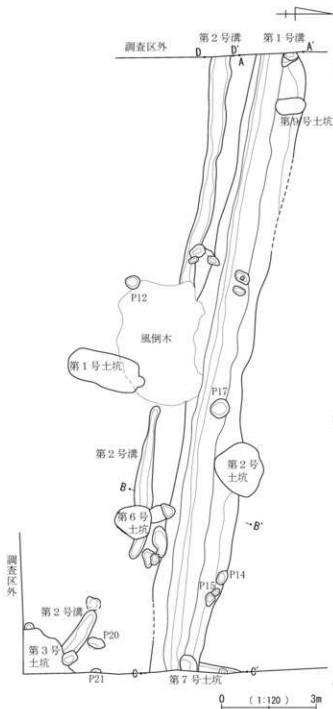 第２号溝 第１号溝
調査区外 D D′ A A′
第9号土坑
P12
風倒木
第１号土坑
P17
第２号溝
第２号
土坑
B B′
第６号
土坑
P14
P15
調査区外
第２号溝
P20
第３号
土坑
P21
C C′
第７号土坑
0 (1:120) 3m